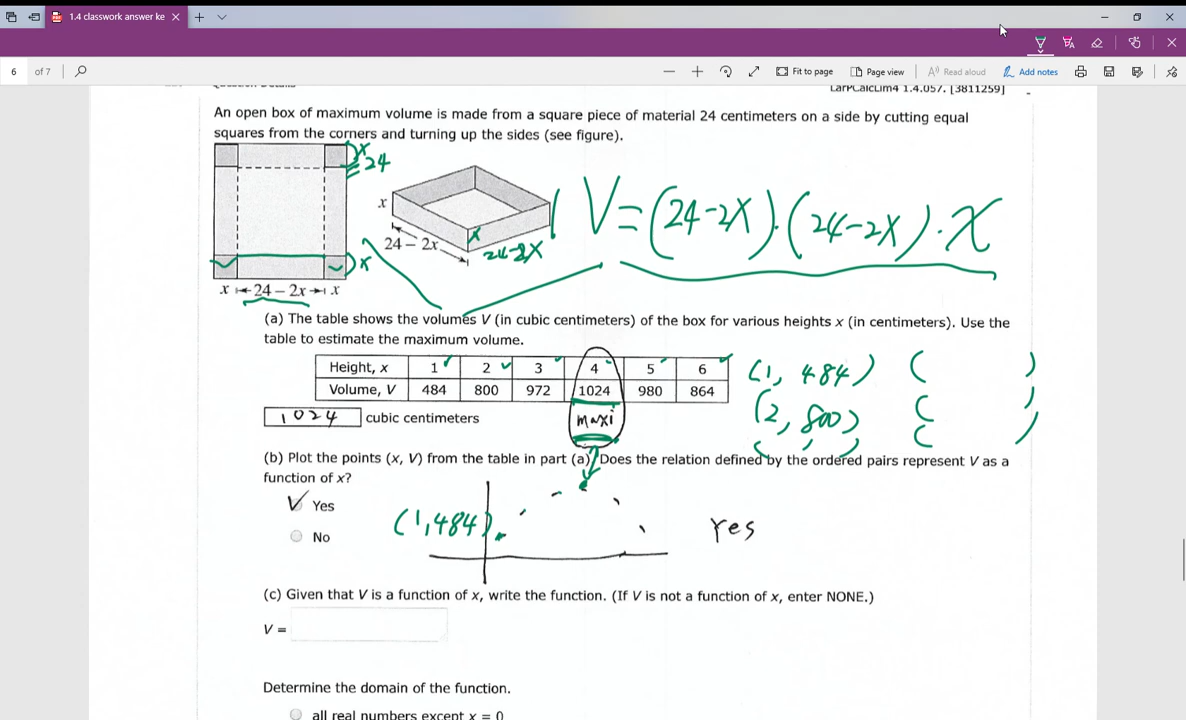 1.4 classwork answer ke
6 of 7
Fit to page
Page view
Read aloud
Add notes
LarPCalcLim4 1.4.057. [3811259]
An open box of maximum volume is made from a square piece of material 24 centimeters on a side by cutting equal
squares from the corners and turning up the sides (see figure).
x
24
x
24 – 2x
x
24-2x
x
x 24 – 2x x
V=(24-2x)·(24-2x)·x
(a) The table shows the volumes V (in cubic centimeters) of the box for various heights x (in centimeters). Use the
table to estimate the maximum volume.
Height, x 1 2 3 4 5 6
Volume, V 484 800 972 1024 980 864
(1, 484) ( )
(2, 800) ( )
( )
1024 cubic centimeters
maxi
(b) Plot the points (x, V) from the table in part (a). Does the relation defined by the ordered pairs represent V as a
function of x?
Yes
No
(1,484)
Yes
(c) Given that V is a function of x, write the function. (If V is not a function of x, enter NONE.)
V =
Determine the domain of the function.
all real numbers except x = 0